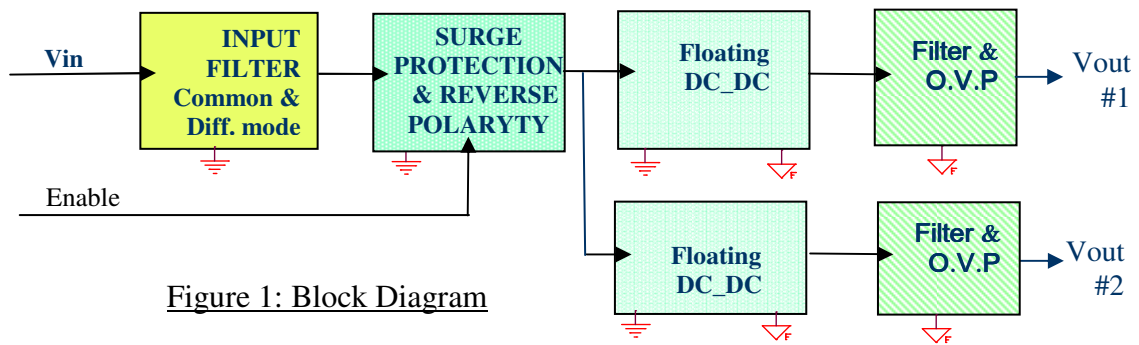 Vin
INPUT
FILTER
Common &
Diff. mode
SURGE
PROTECTION
& REVERSE
POLARYTY
Floating
DC_DC
Filter &
O.V.P
Vout
#1
F
F
Enable
Floating
DC_DC
Filter &
O.V.P
Vout
#2
F
F
Figure 1: Block Diagram